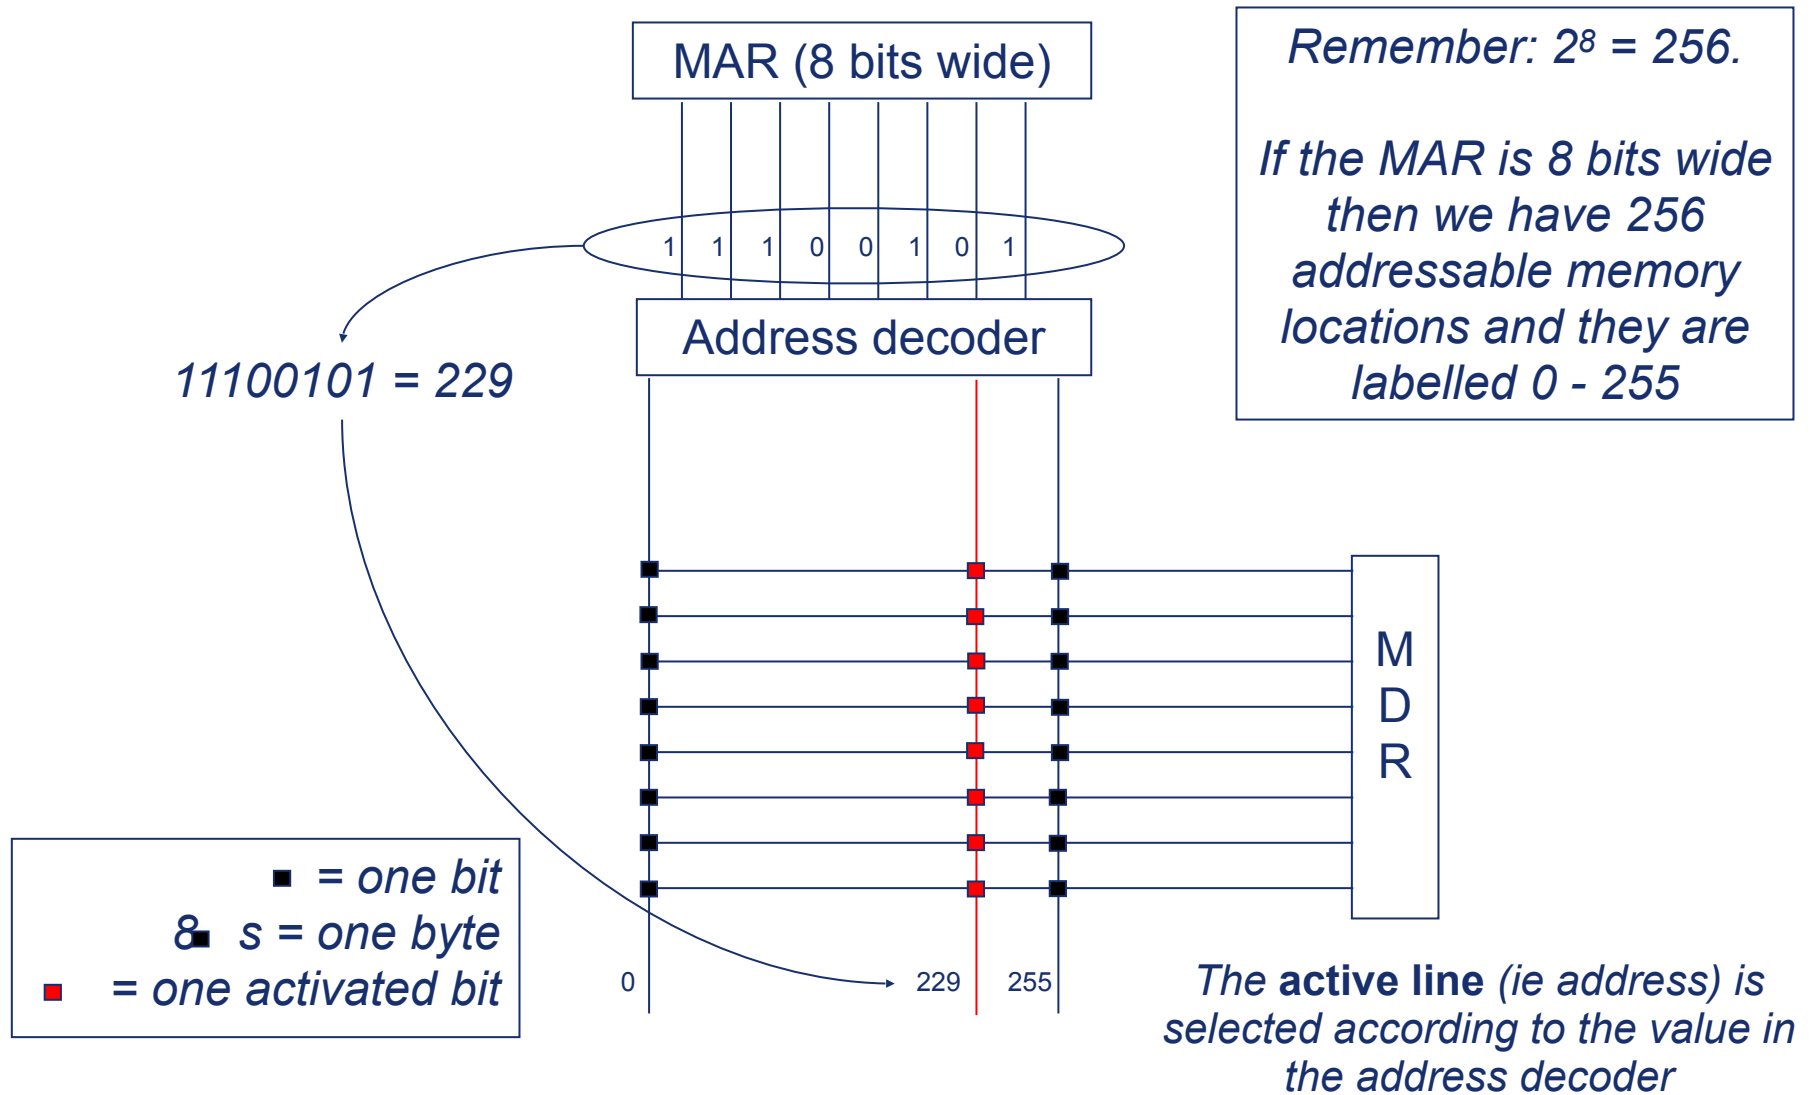 MAR (8 bits wide)
Remember: 2⁸ = 256.
If the MAR is 8 bits wide
then we have 256
addressable memory
locations and they are
labelled 0 - 255
1 1 1 0 0 1 0 1
Address decoder
11100101 = 229
M
D
R
= one bit
8 s = one byte
= one activated bit
0 229 255
The active line (ie address) is
selected according to the value in
the address decoder